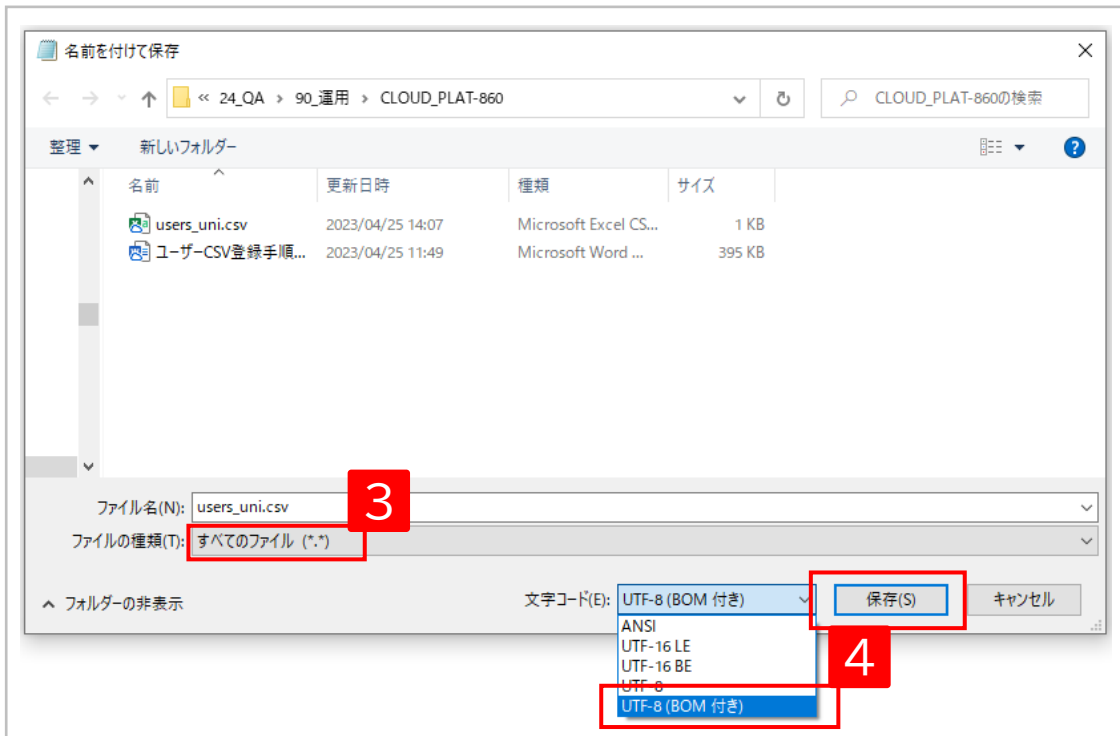 名前を付けて保存
« 24_QA › 90_運用 › CLOUD_PLAT-860
CLOUD_PLAT-860の検索
整理
新しいフォルダー
名前 更新日時 種類 サイズ
users_uni.csv 2023/04/25 14:07 Microsoft Excel CS... 1 KB
ユーザーCSV登録手順... 2023/04/25 11:49 Microsoft Word ... 395 KB
3
ファイル名(N): users_uni.csv
ファイルの種類(T): すべてのファイル (*.*)
フォルダーの非表示
文字コード(E): UTF-8 (BOM 付き)
保存(S)
キャンセル
ANSI
UTF-16 LE
UTF-16 BE
UTF-8
UTF-8 (BOM 付き)
4